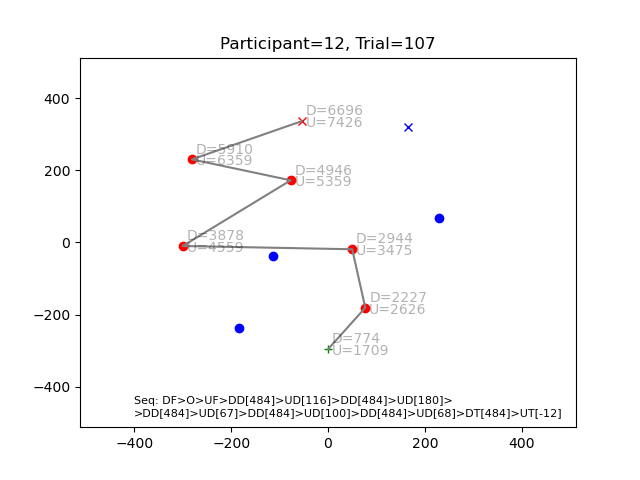 Participant=12, Trial=107
400
200
0
−200
−400
−400
−200
0
200
400
D=6696
U=7426
D=5910
U=6359
D=4946
U=5359
D=3878
U=4559
D=2944
U=3475
D=2227
U=2626
D=774
U=1709
Seq: DF>O>UF>DD[484]>UD[116]>DD[484]>UD[180]>
>DD[484]>UD[67]>DD[484]>UD[100]>DD[484]>UD[68]>DT[484]>UT[-12]